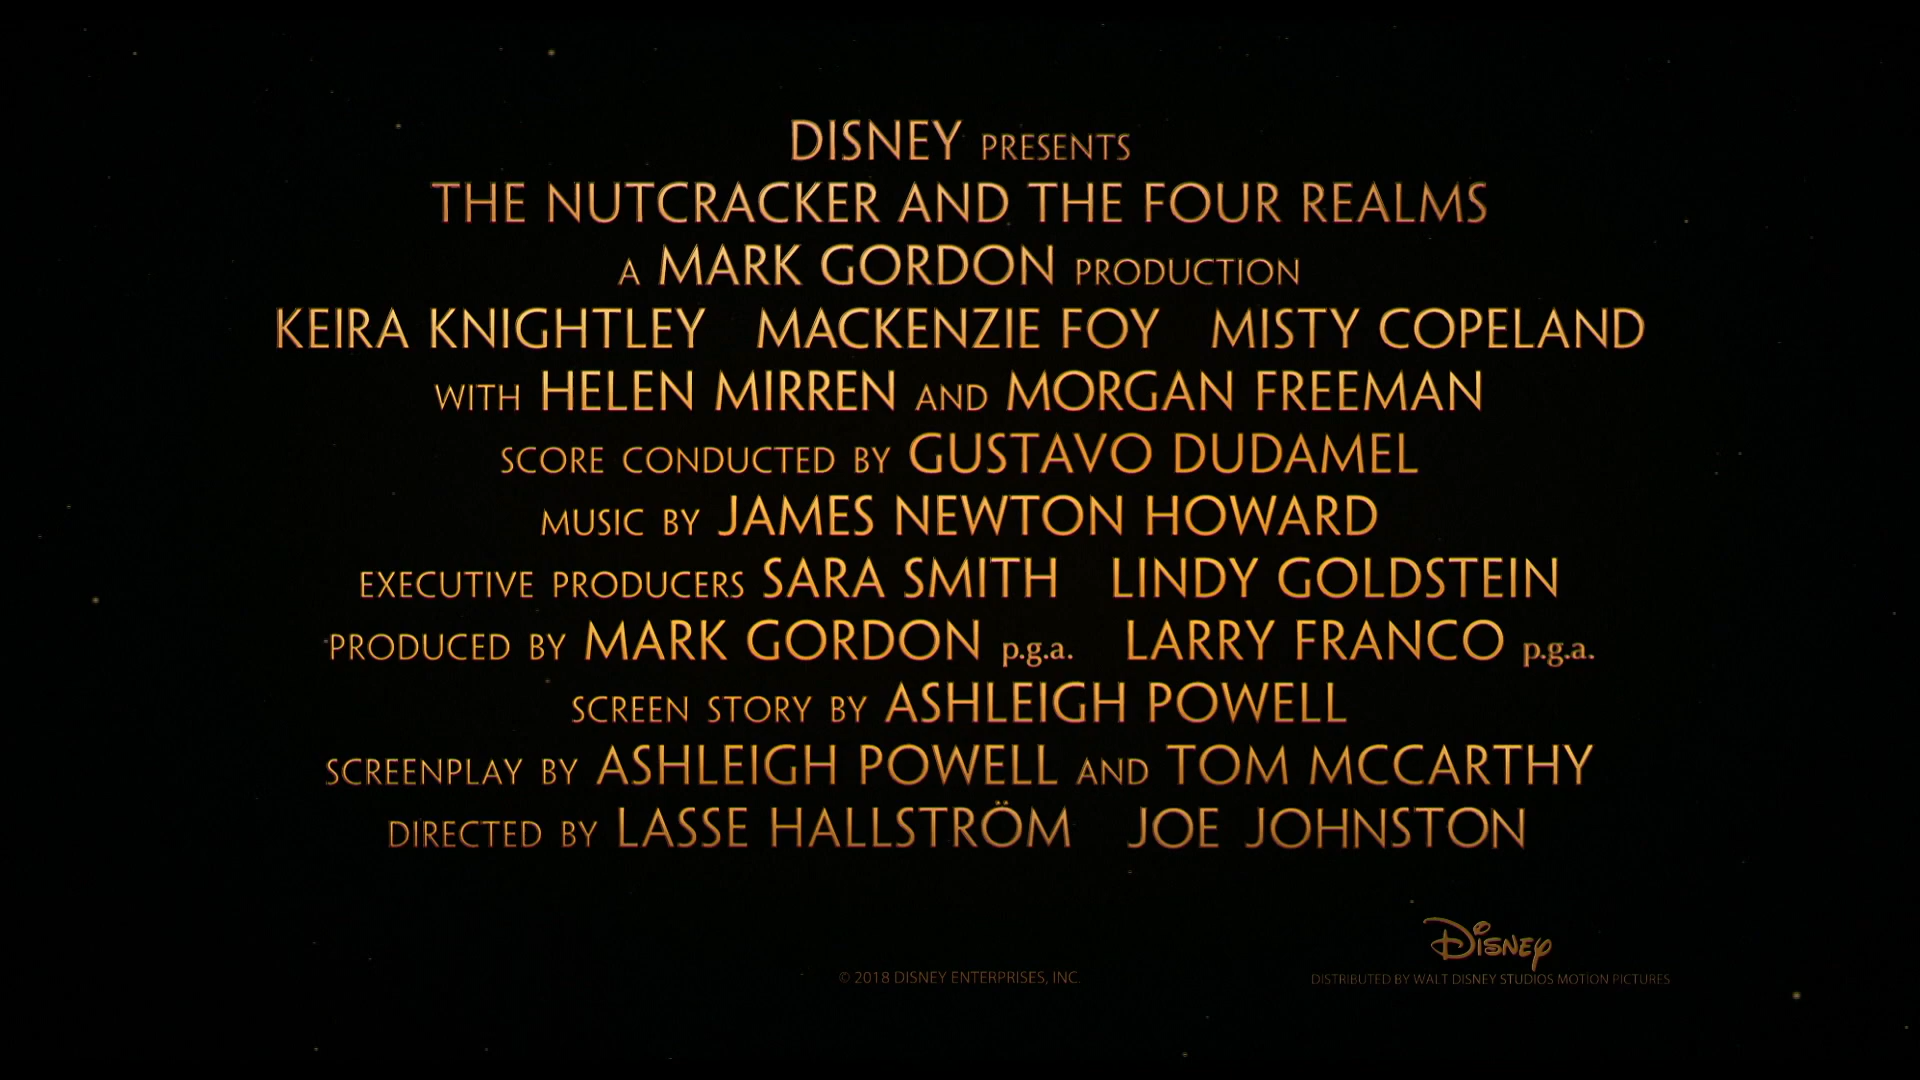 DISNEY PRESENTS
THE NUTCRACKER AND THE FOUR REALMS
A MARK GORDON PRODUCTION
KEIRA KNIGHTLEY MACKENZIE FOY MISTY COPELAND
WITH HELEN MIRREN AND MORGAN FREEMAN
SCORE CONDUCTED BY GUSTAVO DUDAMEL
MUSIC BY JAMES NEWTON HOWARD
EXECUTIVE PRODUCERS SARA SMITH LINDY GOLDSTEIN
PRODUCED BY MARK GORDON p.g.a. LARRY FRANCO p.g.a.
SCREEN STORY BY ASHLEIGH POWELL
SCREENPLAY BY ASHLEIGH POWELL AND TOM MCCARTHY
DIRECTED BY LASSE HALLSTRÖM JOE JOHNSTON
DISNEY
© 2018 DISNEY ENTERPRISES, INC.
DISTRIBUTED BY WALT DISNEY STUDIOS MOTION PICTURES